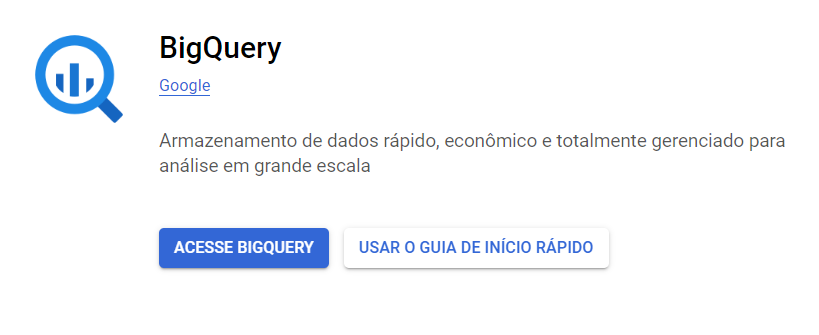 BigQuery
Google
Armazenamento de dados rápido, econômico e totalmente gerenciado para
análise em grande escala
ACESSE BIGQUERY
USAR O GUIA DE INÍCIO RÁPIDO